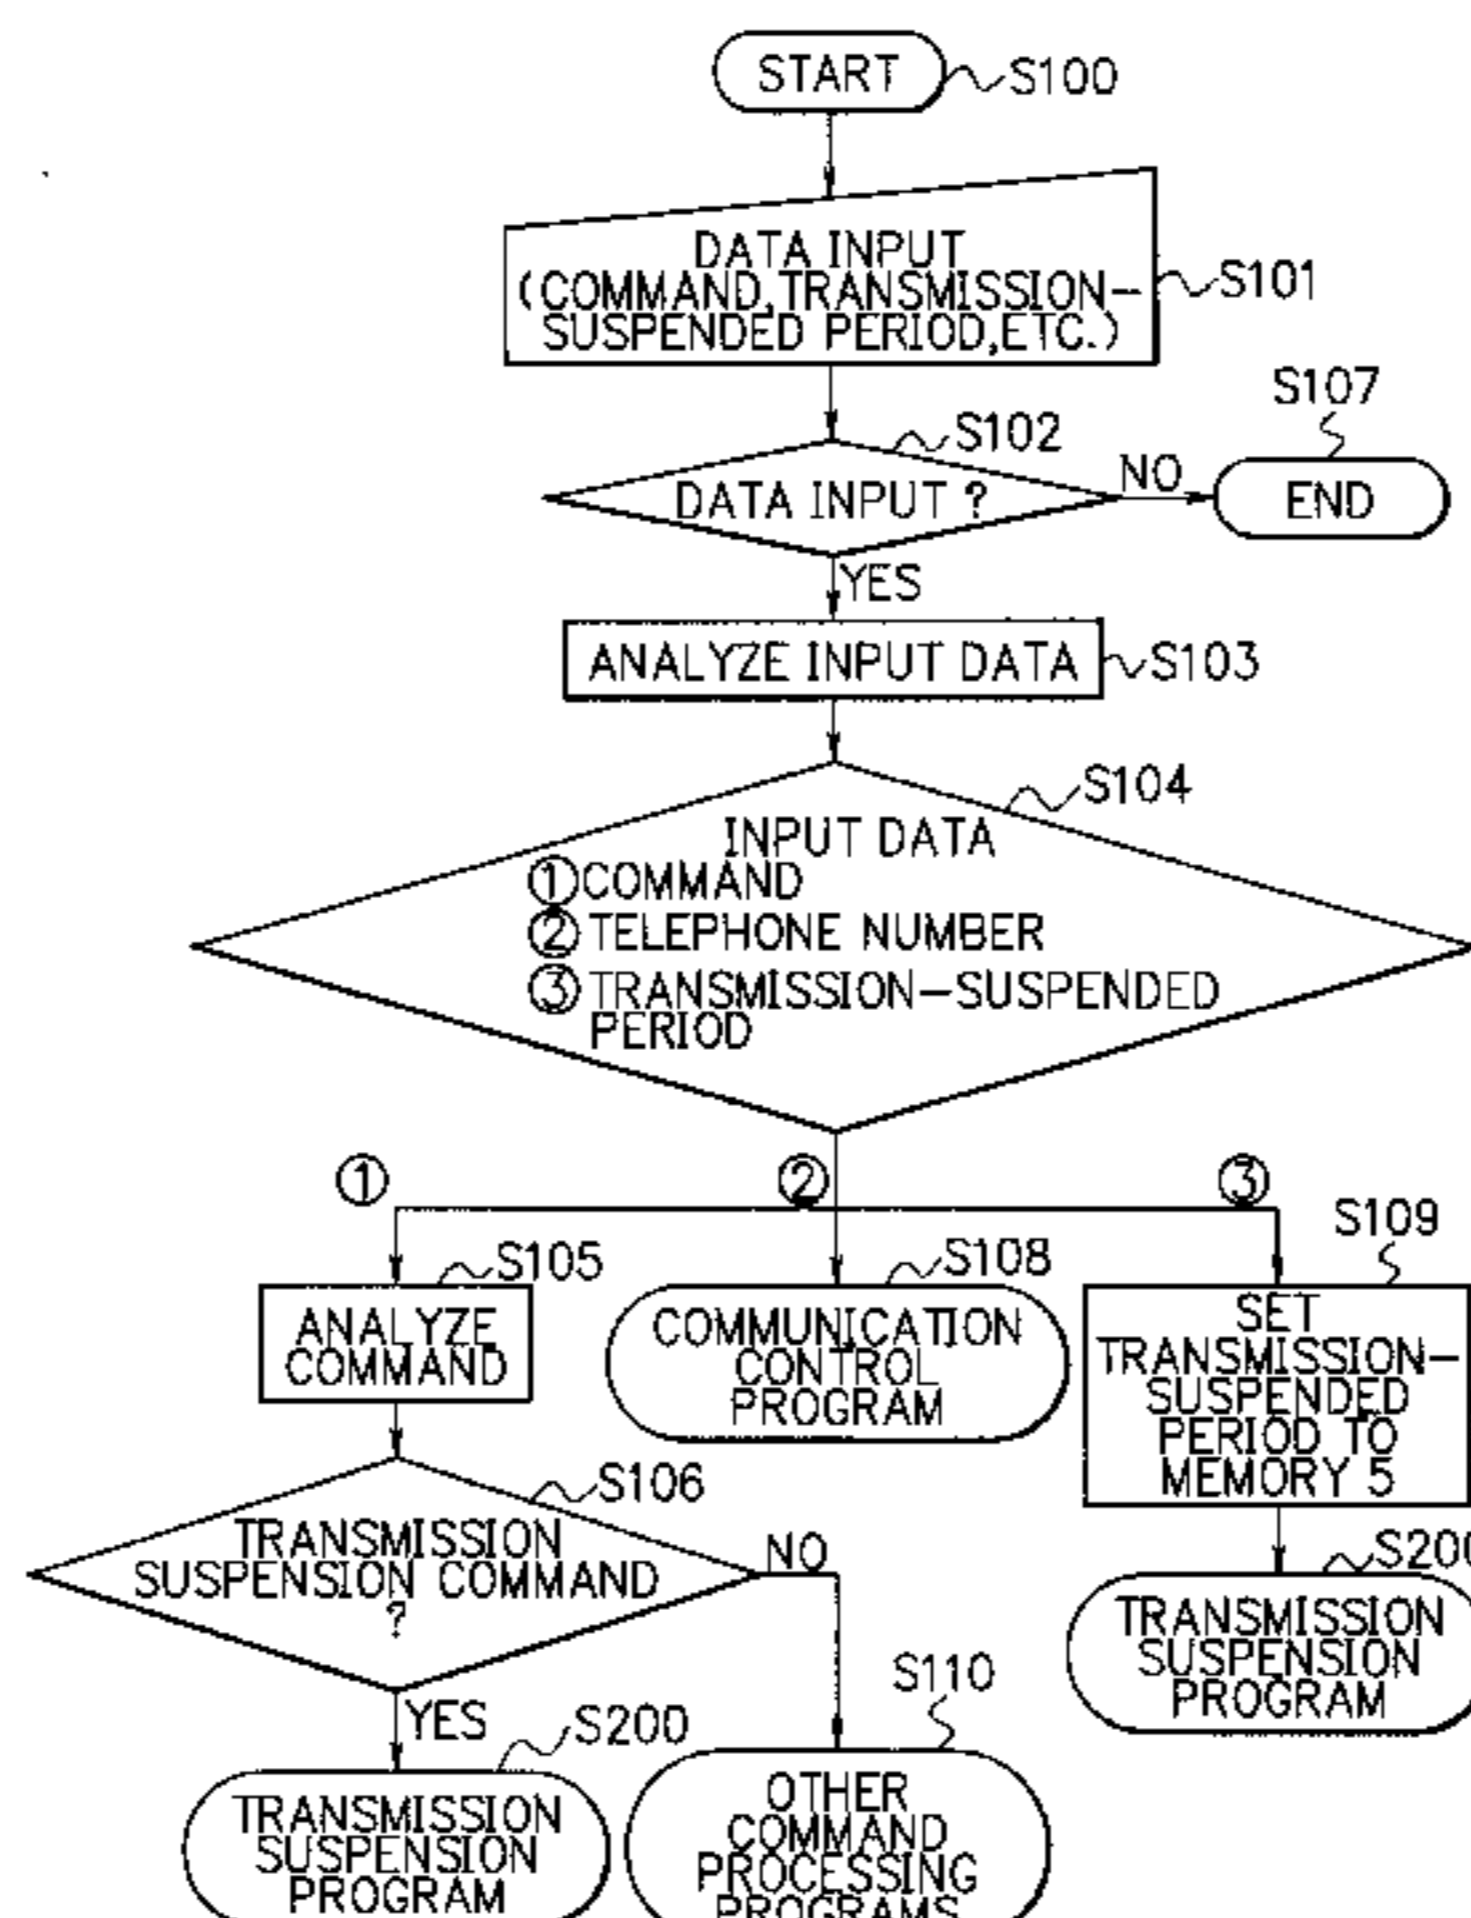 START
S100
DATA INPUT
(COMMAND,TRANSMISSION-
SUSPENDED PERIOD,ETC.)
S101
S102
DATA INPUT ?
NO
S107
END
YES
ANALYZE INPUT DATA
S103
S104
INPUT DATA
①COMMAND
②TELEPHONE NUMBER
③TRANSMISSION-SUSPENDED
PERIOD
①
②
③
S105
ANALYZE
COMMAND
S108
COMMUNICATION
CONTROL
PROGRAM
S109
SET
TRANSMISSION-
SUSPENDED
PERIOD TO
MEMORY 5
S106
TRANSMISSION
SUSPENSION COMMAND
?
NO
S200
TRANSMISSION
SUSPENSION
PROGRAM
YES
S200
TRANSMISSION
SUSPENSION
PROGRAM
S110
OTHER
COMMAND
PROCESSING
PROGRAMS